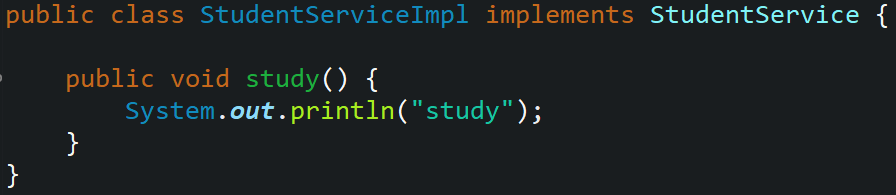 public class StudentServiceImpl implements StudentService {
public void study() {
System.out.println("study");
}
}